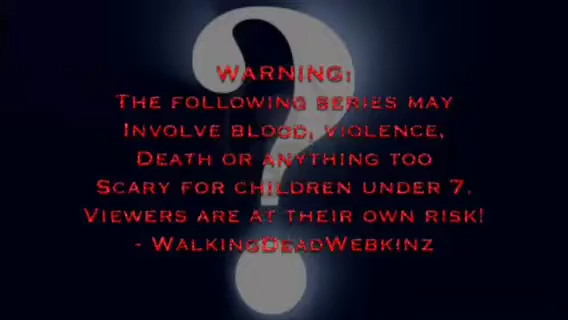 WARNING:
THE FOLLOWING SERIES MAY
INVOLVE BLOOD, VIOLENCE,
DEATH OR ANYTHING TOO
SCARY FOR CHILDREN UNDER 7.
VIEWERS ARE AT THEIR OWN RISK!
- WALKINGDEADWEBKINZ